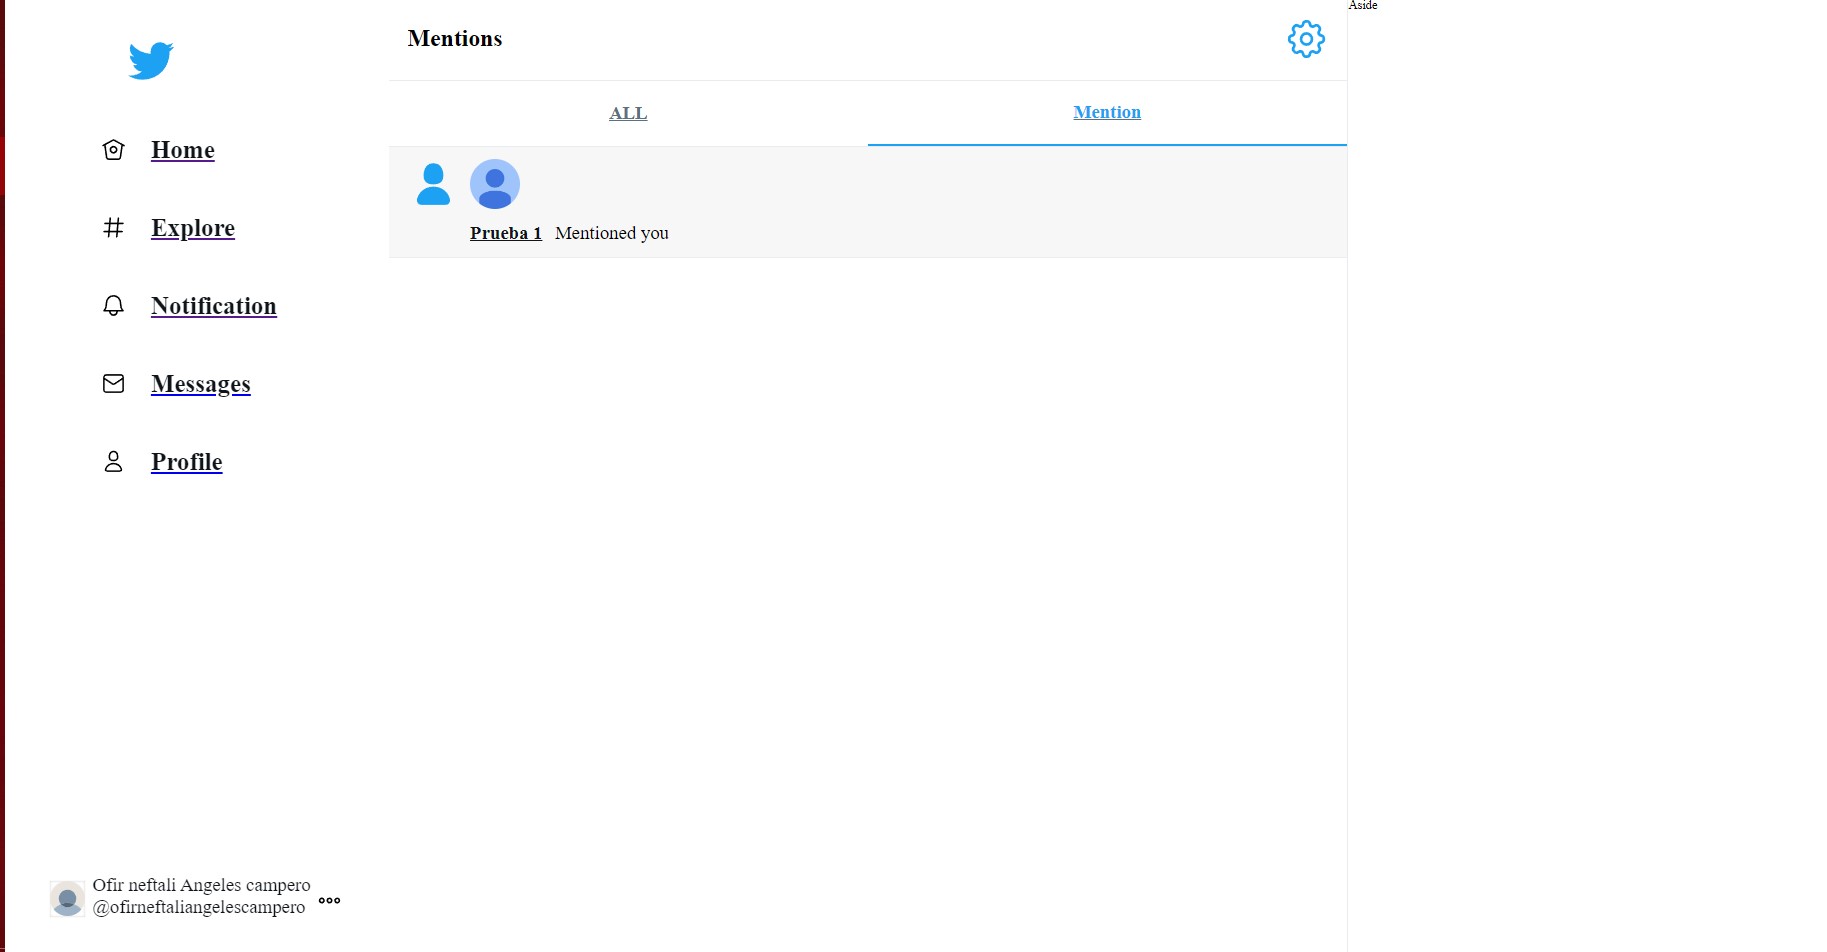 Home
Explore
Notification
Messages
Profile
Ofir neftali Angeles campero
@ofirneftaliangelescampero
Mentions
ALL
Mention
Prueba 1 Mentioned you
Aside